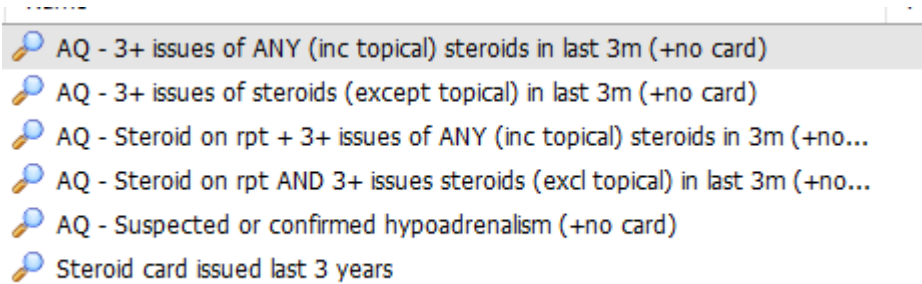 AQ - 3+ issues of ANY (inc topical) steroids in last 3m (+no card)
AQ - 3+ issues of steroids (except topical) in last 3m (+no card)
AQ - Steroid on rpt + 3+ issues of ANY (inc topical) steroids in 3m (+no...
AQ - Steroid on rpt AND 3+ issues steroids (excl topical) in last 3m (+no...
AQ - Suspected or confirmed hypoadrenalism (+no card)
Steroid card issued last 3 years